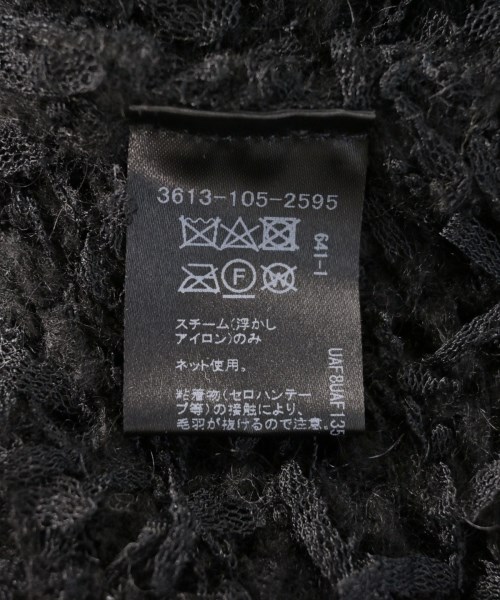 3613-105-2595
F
W
スチーム(浮かし
アイロン)のみ
ネット使用。
粘着物(セロハンテー
プ等)の接触により、
毛羽が抜けるので注意。
UAF8UAF135